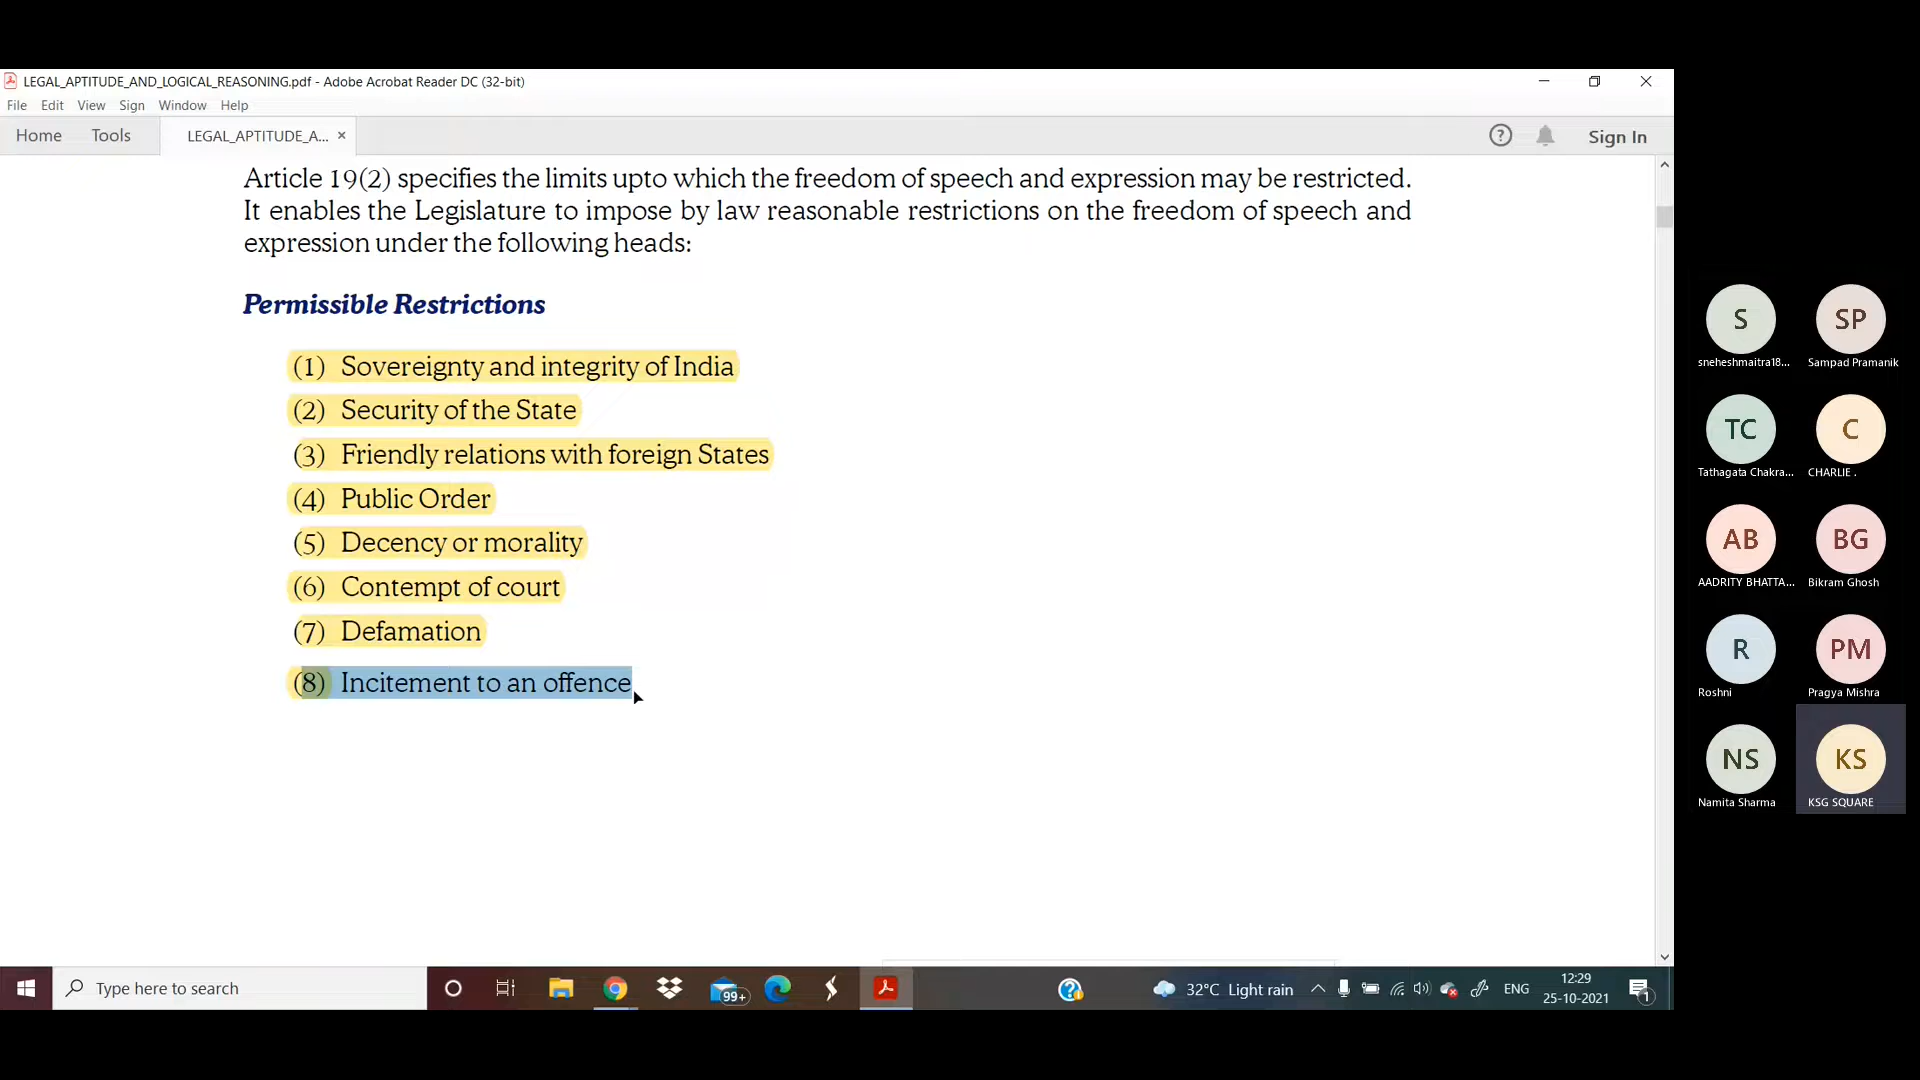 LEGAL_APTITUDE_AND_LOGICAL_REASONING.pdf - Adobe Acrobat Reader DC (32-bit)
File Edit View Sign Window Help
Home Tools LEGAL_APTITUDE_A... × Sign In
Article 19(2) specifies the limits upto which the freedom of speech and expression may be restricted.
It enables the Legislature to impose by law reasonable restrictions on the freedom of speech and
expression under the following heads:
Permissible Restrictions
(1) Sovereignty and integrity of India
(2) Security of the State
(3) Friendly relations with foreign States
(4) Public Order
(5) Decency or morality
(6) Contempt of court
(7) Defamation
(8) Incitement to an offence
S SP
sneheshmaitra18... Sampad Pramanik
TC C
Tathagata Chakra... CHARLIE .
AB BG
AADRITY BHATTA... Bikram Ghosh
R PM
Roshni Pragya Mishra
NS KS
Namita Sharma KSG SQUARE
Type here to search 99+ 32°C Light rain ENG 12:29
25-10-2021 1